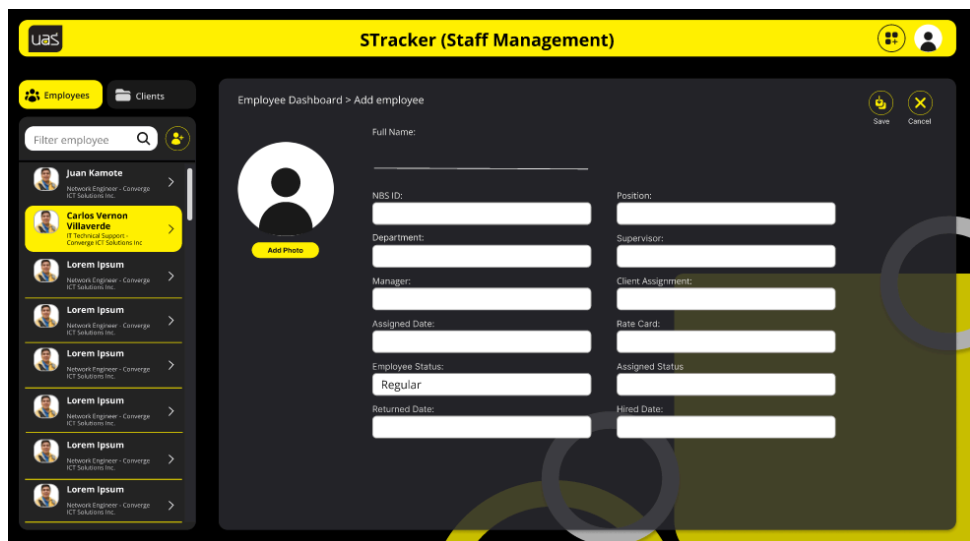 uas
STracker (Staff Management)
Employees
Clients
Filter employee
Juan Kamote
Network Engineer - Converge
ICT Solutions Inc.
Carlos Vernon
Villaverde
IT Technical Support -
Converge ICT Solutions Inc
Lorem Ipsum
Network Engineer - Converge
ICT Solutions Inc.
Lorem Ipsum
Network Engineer - Converge
ICT Solutions Inc.
Lorem Ipsum
Network Engineer - Converge
ICT Solutions Inc.
Lorem Ipsum
Network Engineer - Converge
ICT Solutions Inc.
Lorem Ipsum
Network Engineer - Converge
ICT Solutions Inc.
Lorem Ipsum
Network Engineer - Converge
ICT Solutions Inc.
Employee Dashboard > Add employee
Save
Cancel
Add Photo
Full Name:
NBS ID:
Position:
Department:
Supervisor:
Manager:
Client Assignment:
Assigned Date:
Rate Card:
Employee Status:
Regular
Assigned Status
Returned Date:
Hired Date: